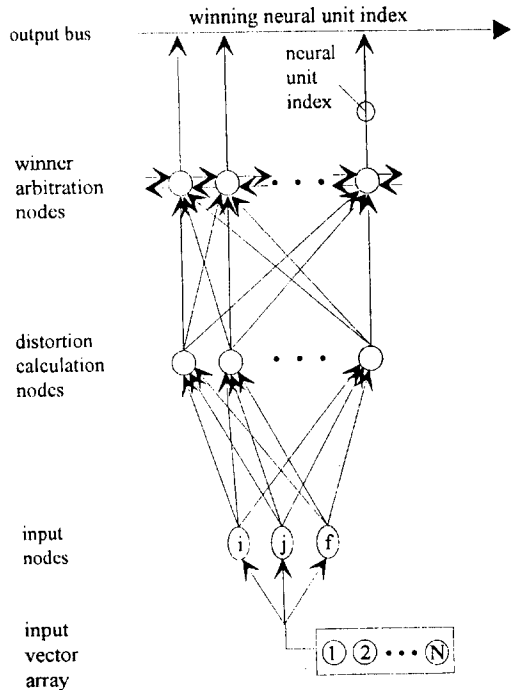 winning neural unit index
output bus
neural
unit
index
winner
arbitration
nodes
distortion
calculation
nodes
input
nodes
i j f
input
vector
array
1 2 • • • N